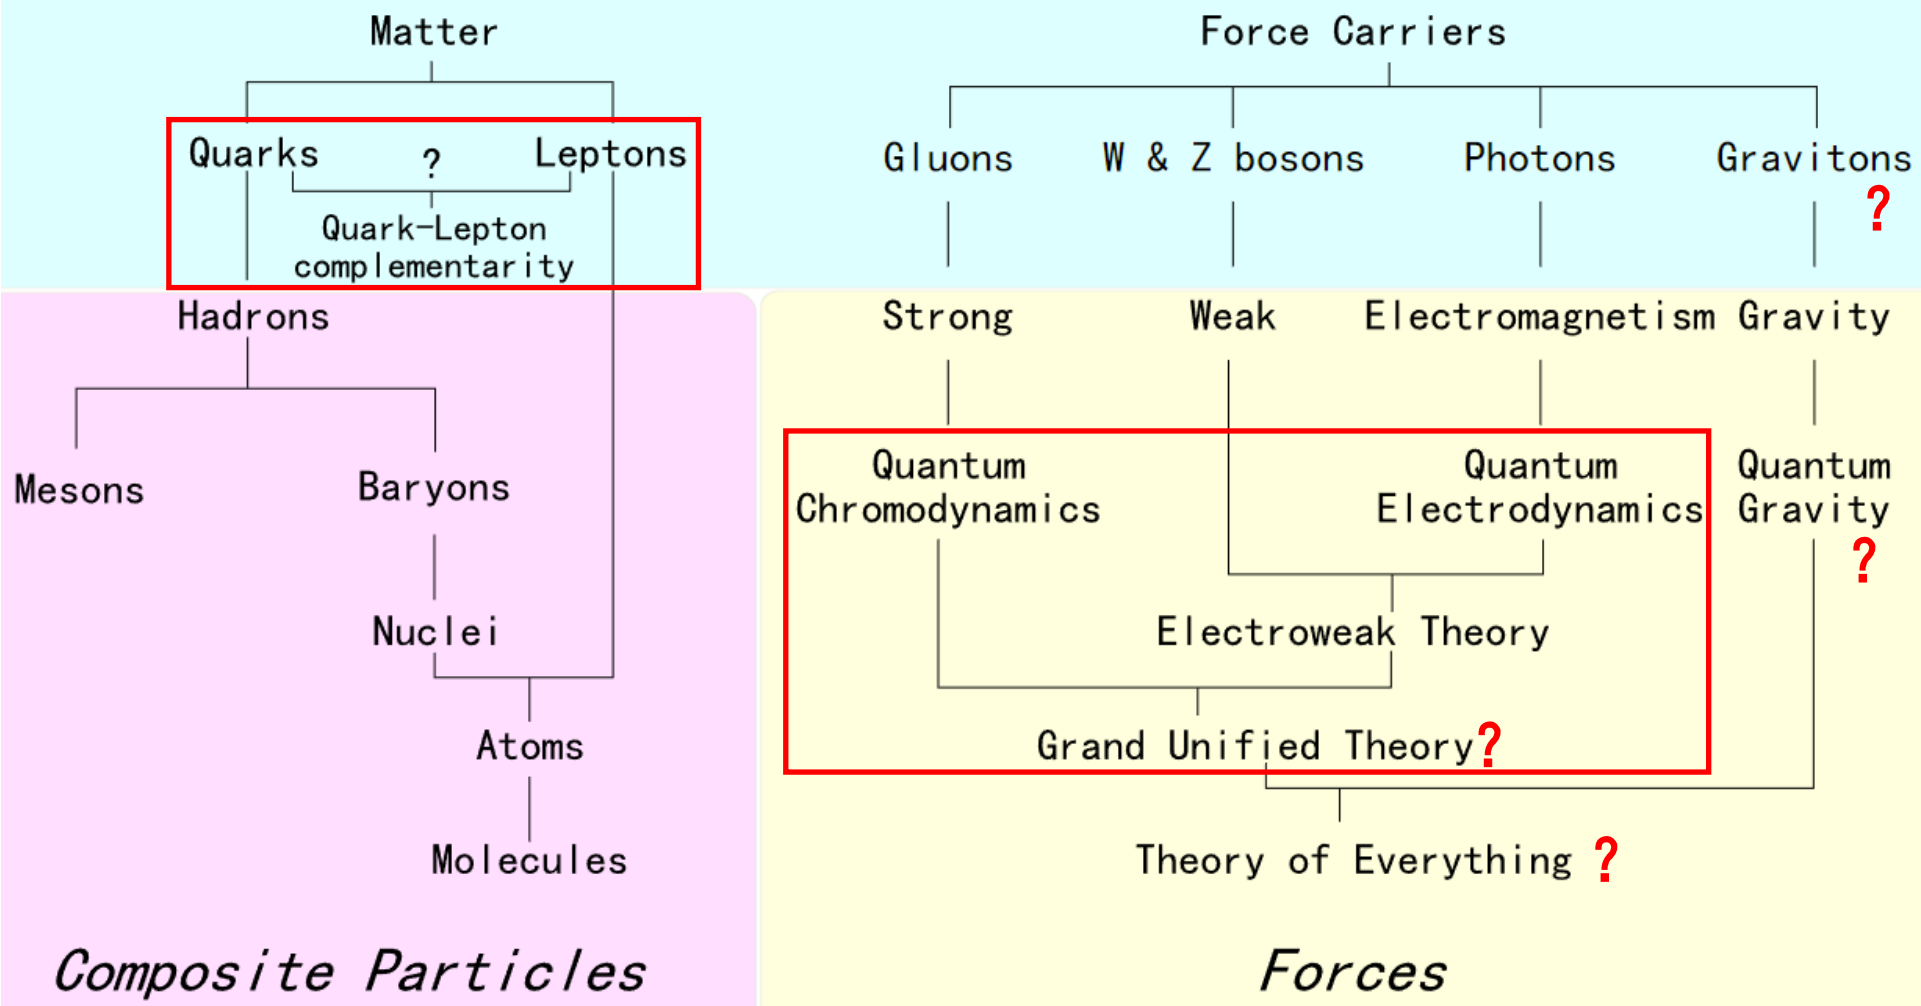 Matter
Force Carriers
Quarks ? Leptons
Gluons W & Z bosons Photons Gravitons
?
Quark-Lepton
complementarity
Hadrons
Strong Weak Electromagnetism Gravity
Mesons Baryons
Quantum Quantum Quantum
Chromodynamics Electrodynamics Gravity
?
Nuclei
Electroweak Theory
Atoms
Grand Unified Theory?
Molecules
Theory of Everything ?
Composite Particles
Forces